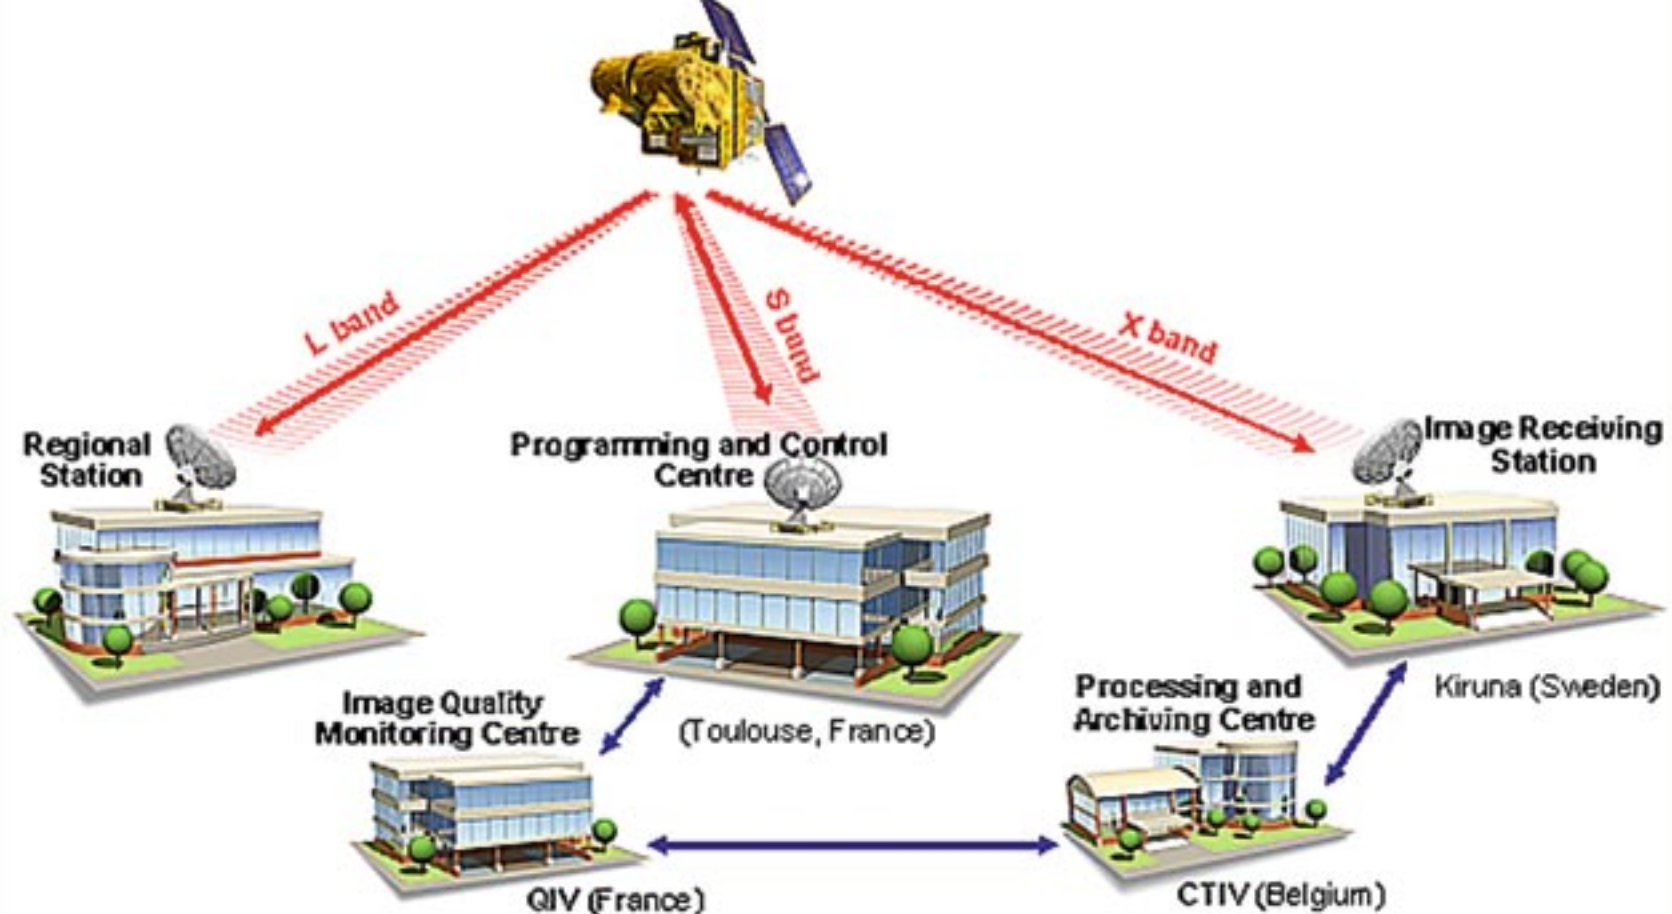 L band
S band
X band
Regional
Station
Programming and Control
Centre
Image Receiving
Station
Image Quality
Monitoring Centre
(Toulouse, France)
Processing and
Archiving Centre
Kiruna (Sweden)
QIV (France)
CTIV (Belgium)